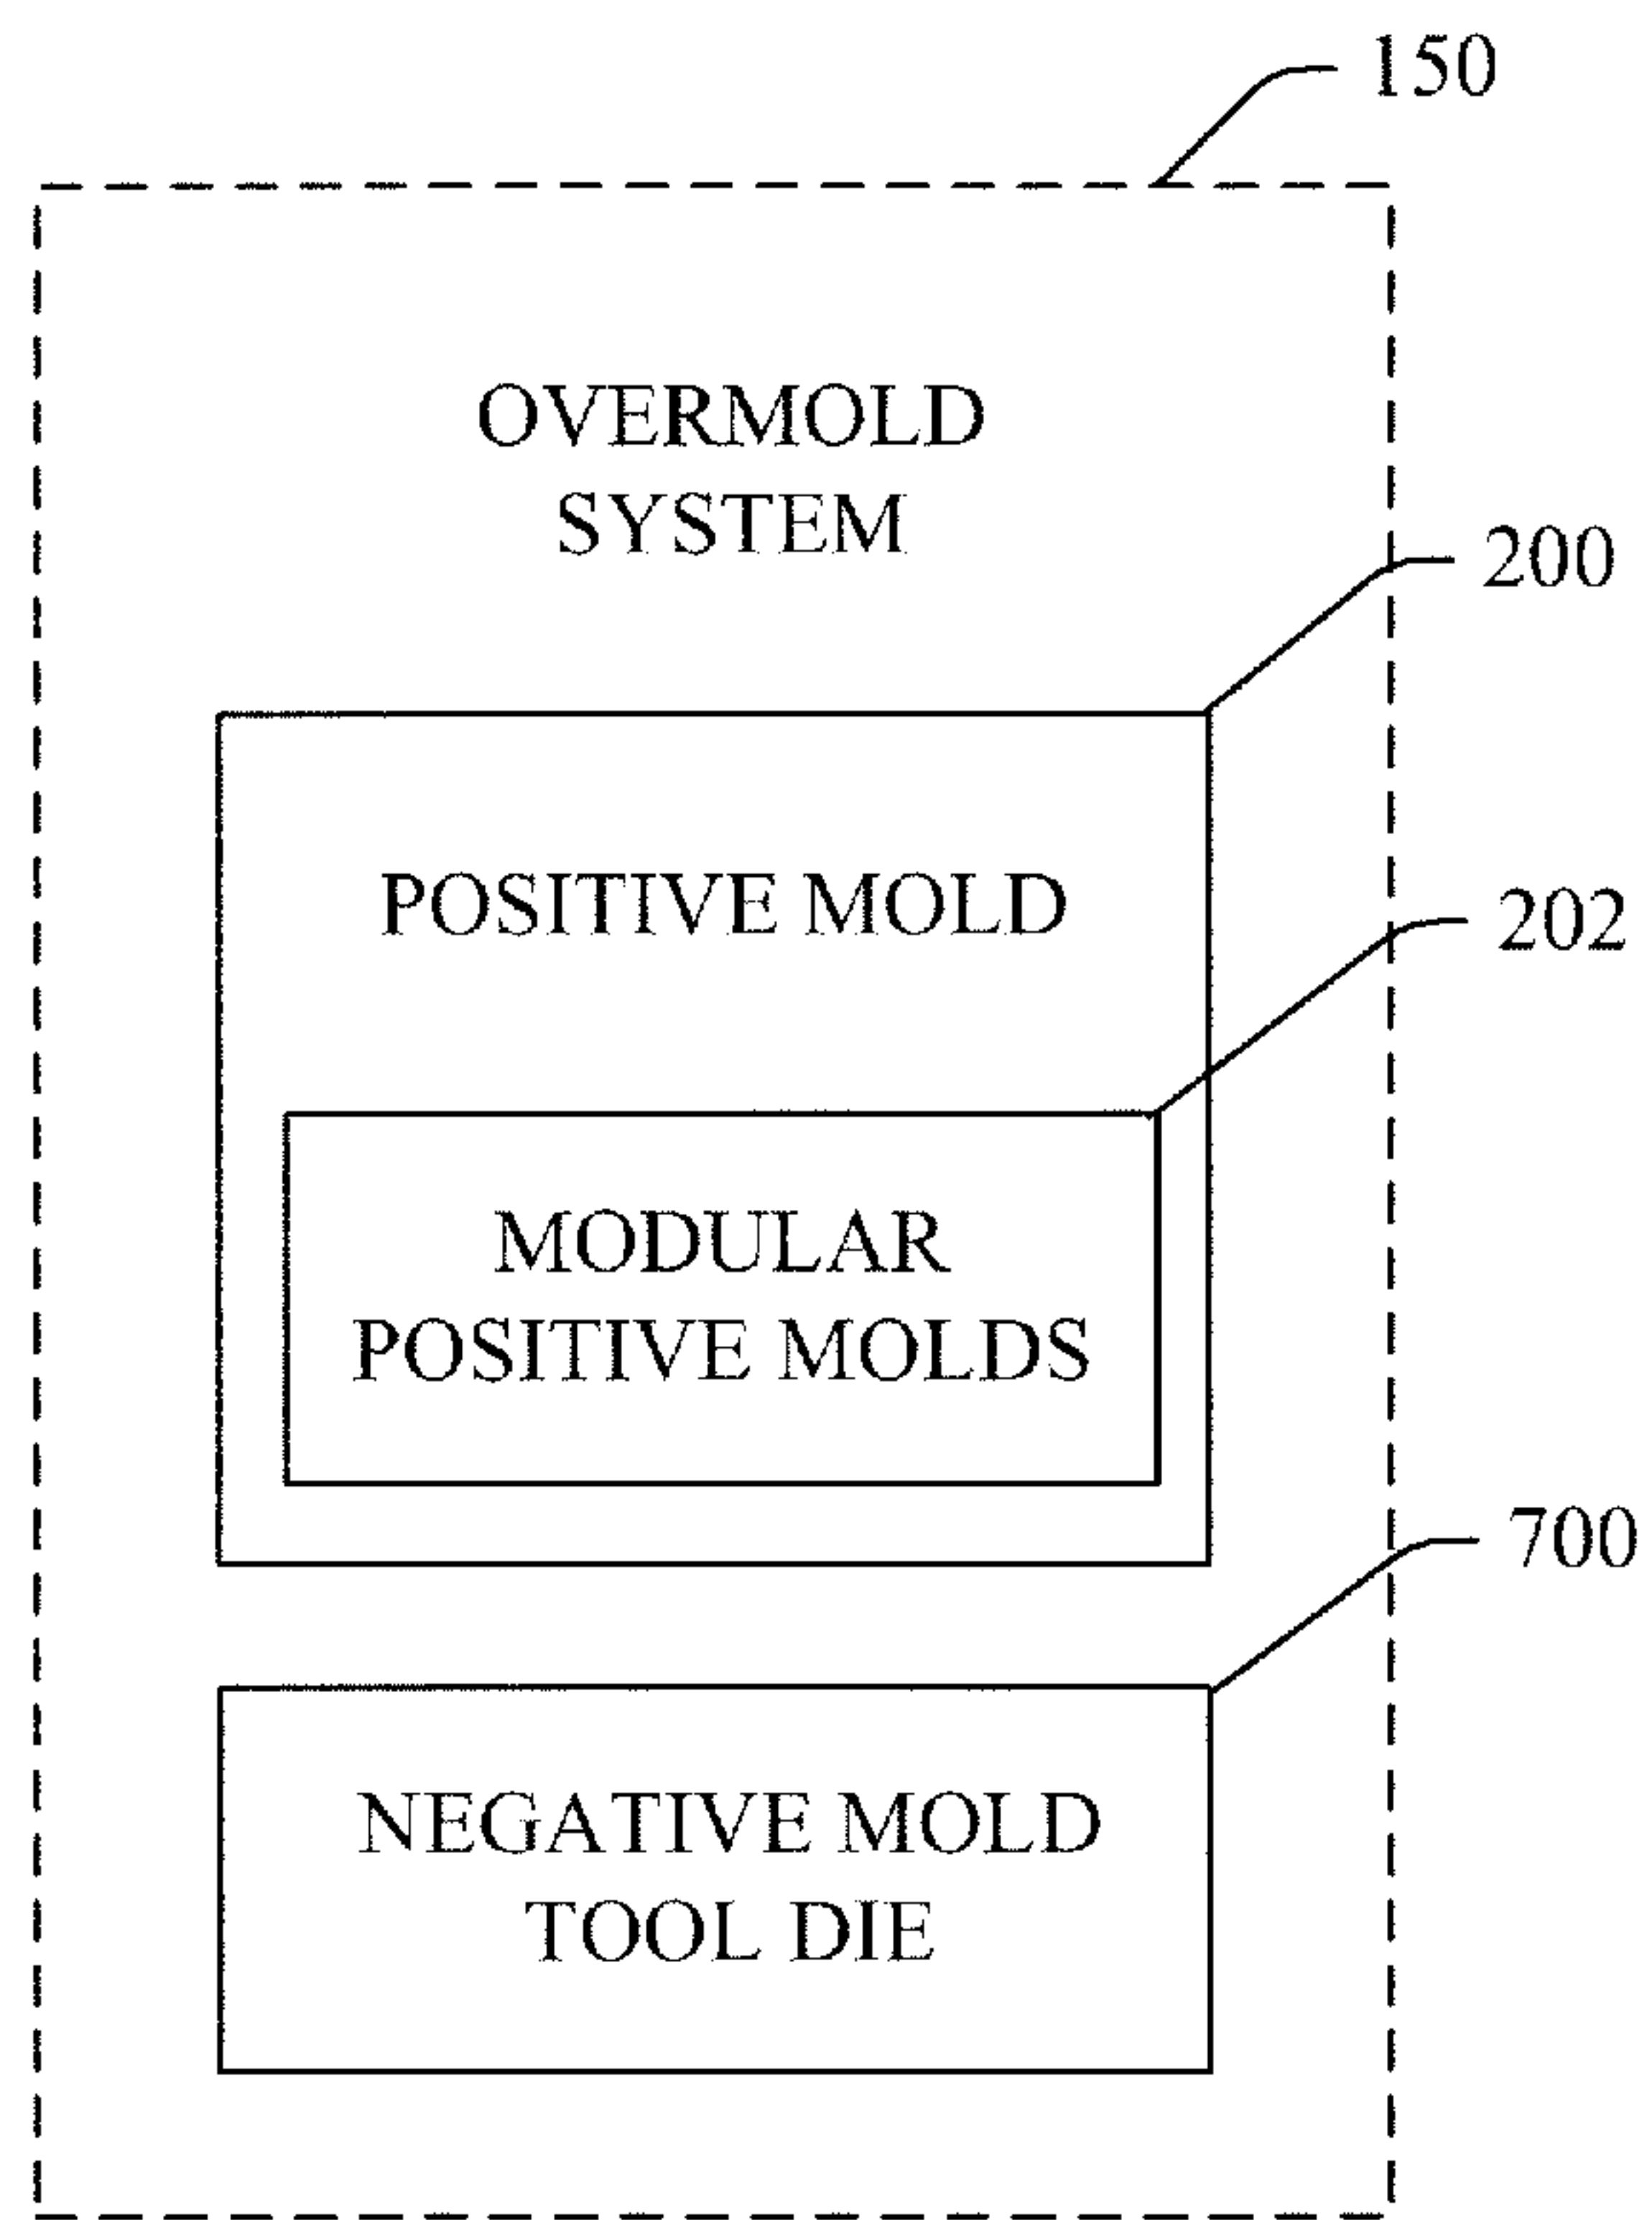 150
OVERMOLD
SYSTEM
200
POSITIVE MOLD
202
MODULAR
POSITIVE MOLDS
700
NEGATIVE MOLD
TOOL DIE